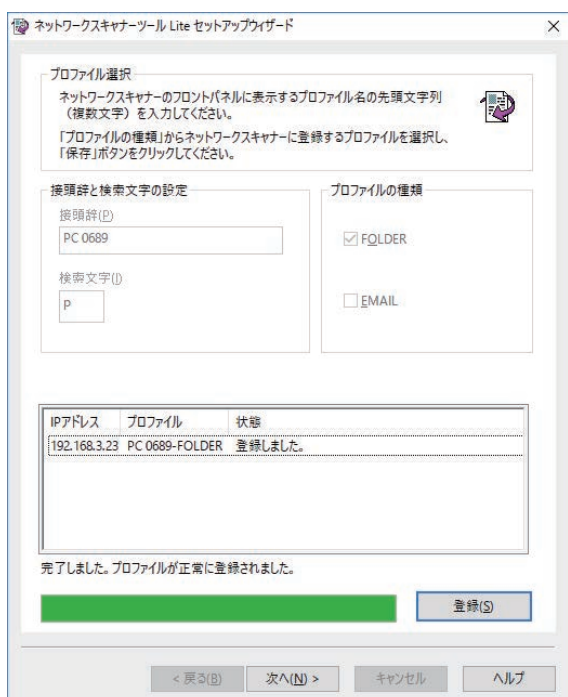 ネットワークスキャナーツール Lite セットアップウィザード
プロファイル選択
ネットワークスキャナーのフロントパネルに表示するプロファイル名の先頭文字列
(複数文字)を入力してください。
「プロファイルの種類」からネットワークスキャナーに登録するプロファイルを選択し、
「保存」ボタンをクリックしてください。
接頭辞と検索文字の設定
接頭辞(P)
PC 0689
検索文字(I)
P
プロファイルの種類
FOLDER
EMAIL
IPアドレス プロファイル 状態
192.168.3.23 PC 0689-FOLDER 登録しました。
完了しました。プロファイルが正常に登録されました。
登録(S)
< 戻る(B) 次へ(N) > キャンセル ヘルプ